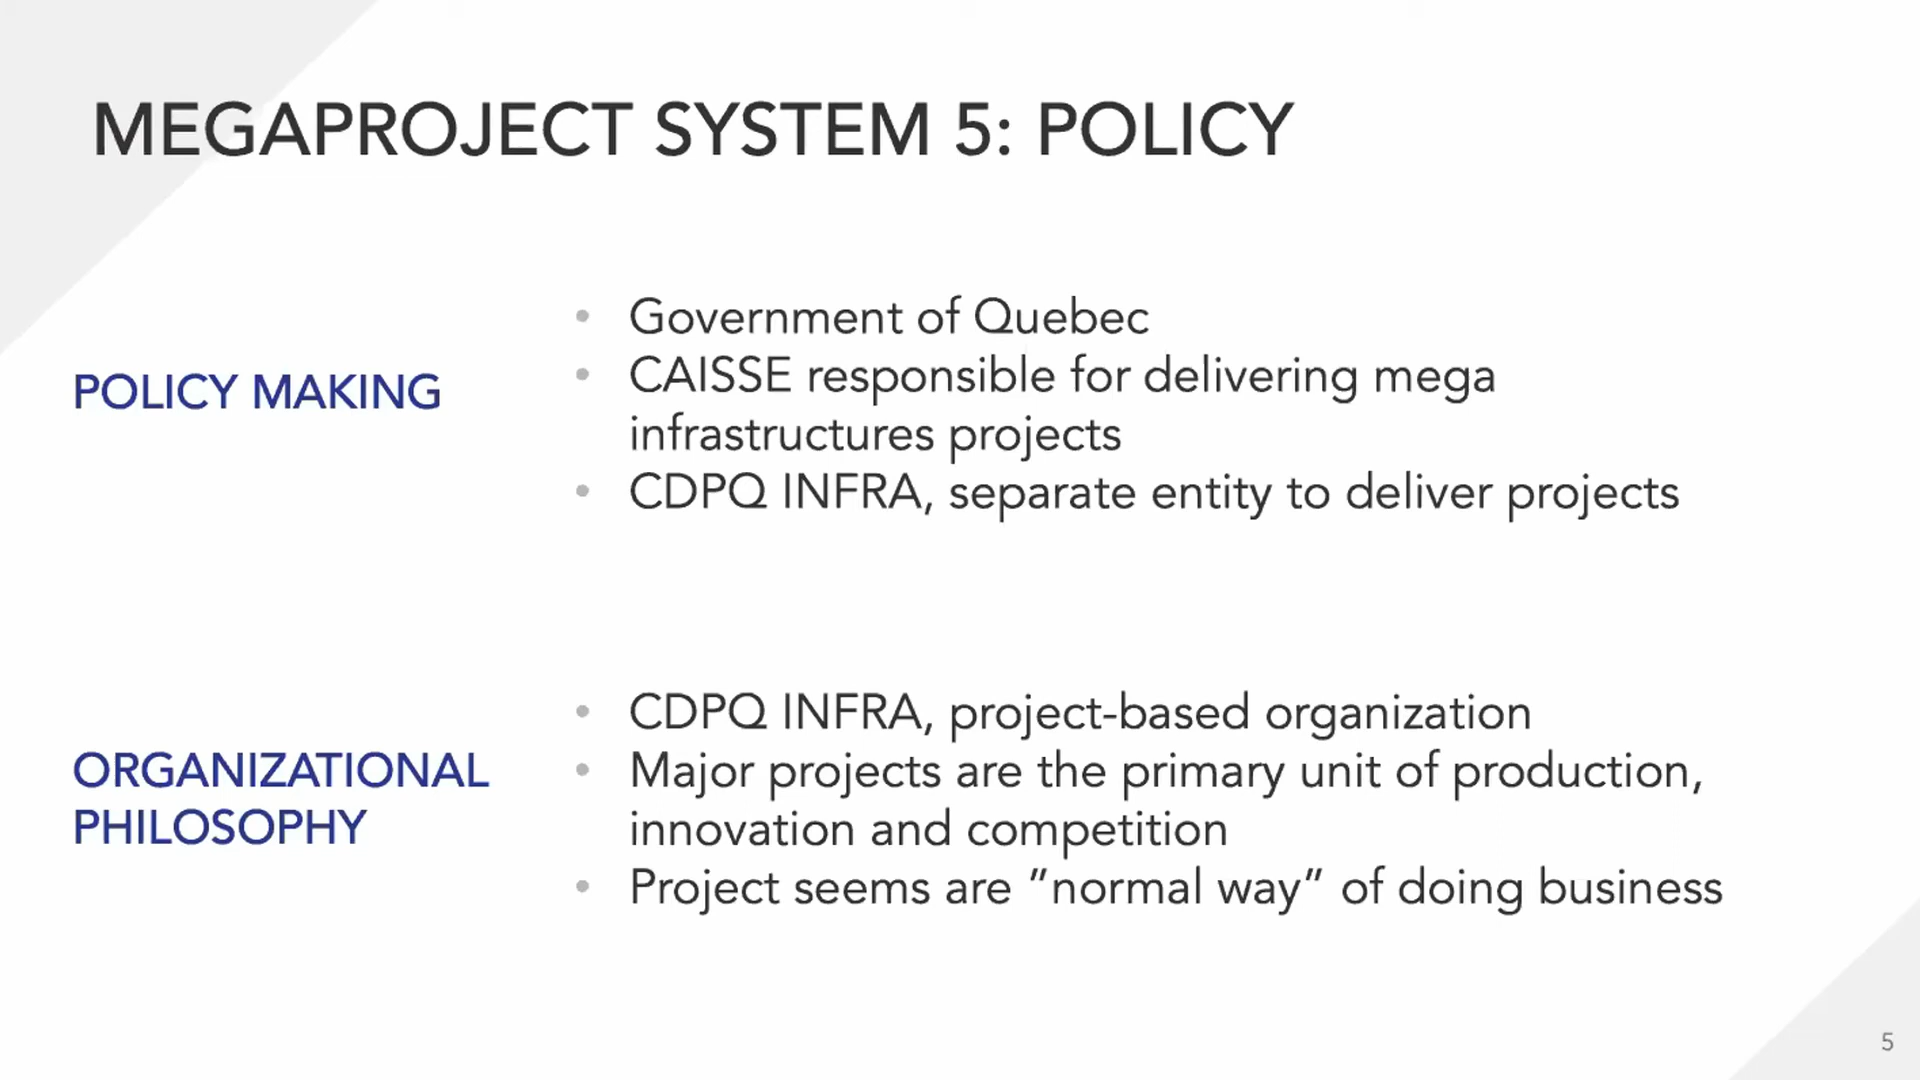 MEGAPROJECT SYSTEM 5: POLICY
POLICY MAKING
• Government of Quebec
• CAISSE responsible for delivering mega
infrastructures projects
• CDPQ INFRA, separate entity to deliver projects
ORGANIZATIONAL
PHILOSOPHY
• CDPQ INFRA, project-based organization
• Major projects are the primary unit of production,
innovation and competition
• Project seems are ”normal way” of doing business
5